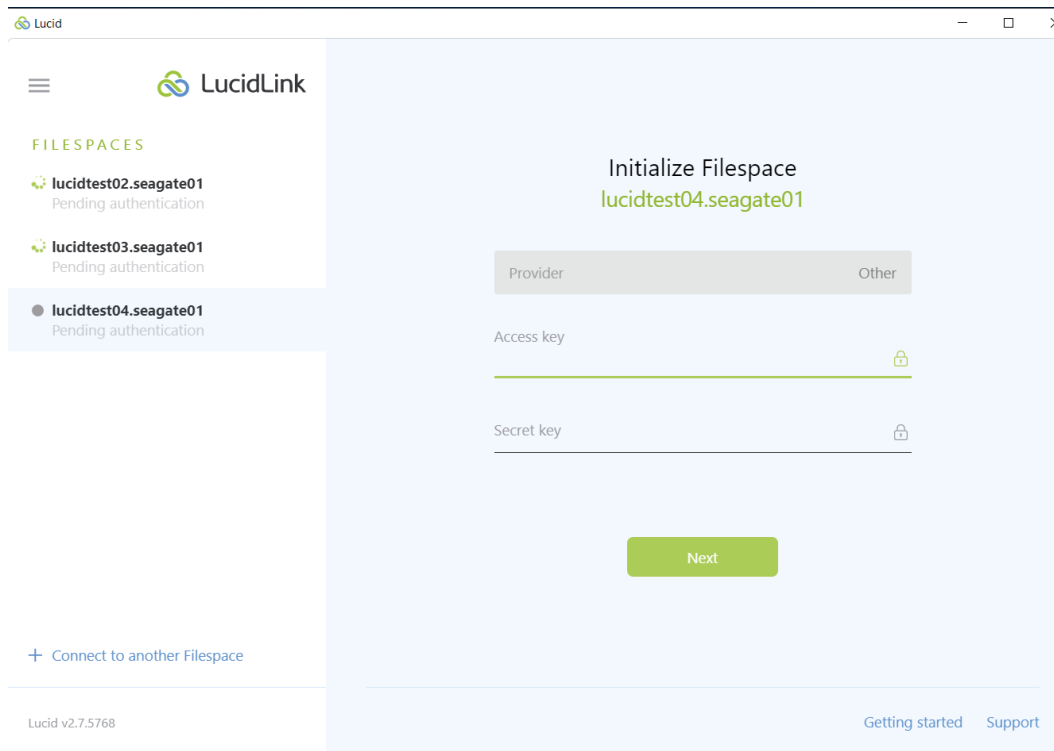 Lucid
LucidLink
FILESPACES
lucidtest02.seagate01
Pending authentication
lucidtest03.seagate01
Pending authentication
lucidtest04.seagate01
Pending authentication
+ Connect to another Filespace
Lucid v2.7.5768
Initialize Filespace
lucidtest04.seagate01
Provider Other
Access key
Secret key
Next
Getting started Support